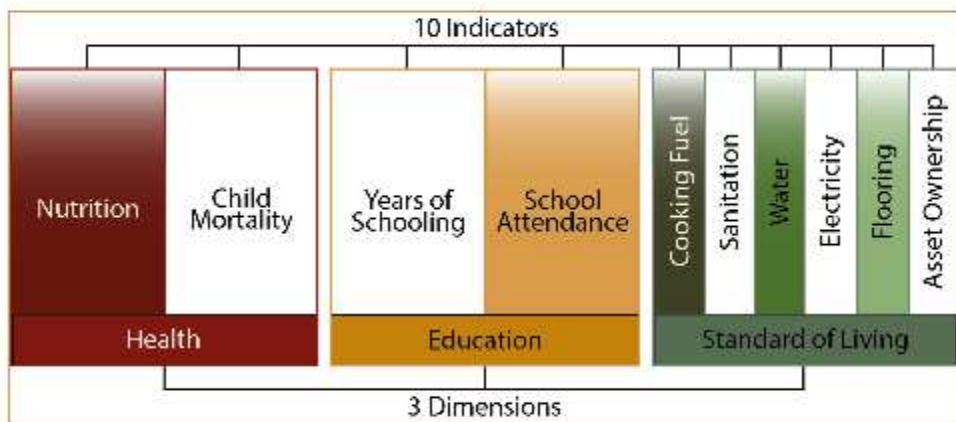 10 Indicators
Nutrition
Child
Mortality
Years of
Schooling
School
Attendance
Cooking Fuel
Sanitation
Water
Electricity
Flooring
Asset Ownership
Health
Education
Standard of Living
3 Dimensions